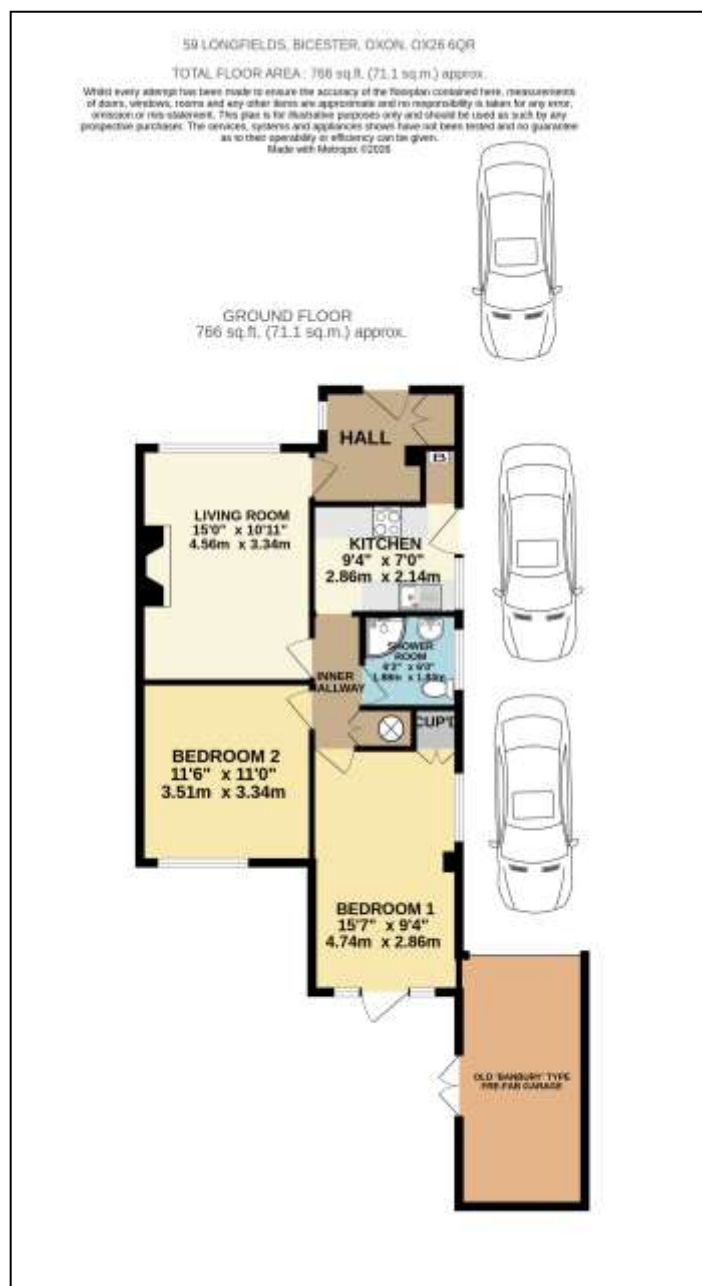 59 LONGFIELDS, BICESTER, OXON, OX26 6QR
TOTAL FLOOR AREA : 766 sq.ft. (71.1 sq.m.) approx.
Whilst every attempt has been made to ensure the accuracy of the floorplan contained here, measurements
of doors, windows, rooms and any other items are approximate and no responsibility is taken for any error,
omission or mis-statement. This plan is for illustrative purposes only and should be used as such by any
prospective purchaser. The services, systems and appliances shown have not been tested and no guarantee
as to their operability or efficiency can be given.
Made with Metropix ©2026
GROUND FLOOR
766 sq.ft. (71.1 sq.m.) approx.
HALL
B
LIVING ROOM
15'0" x 10'11"
4.56m x 3.34m
KITCHEN
9'4" x 7'0"
2.86m x 2.14m
SHOWER
ROOM
6'2" x 6'0"
INNER
HALLWAY
CUP'D
BEDROOM 2
11'6" x 11'0"
3.51m x 3.34m
BEDROOM 1
15'7" x 9'4"
4.74m x 2.86m
OLD 'BANBURY' TYPE
PRE-FAB GARAGE